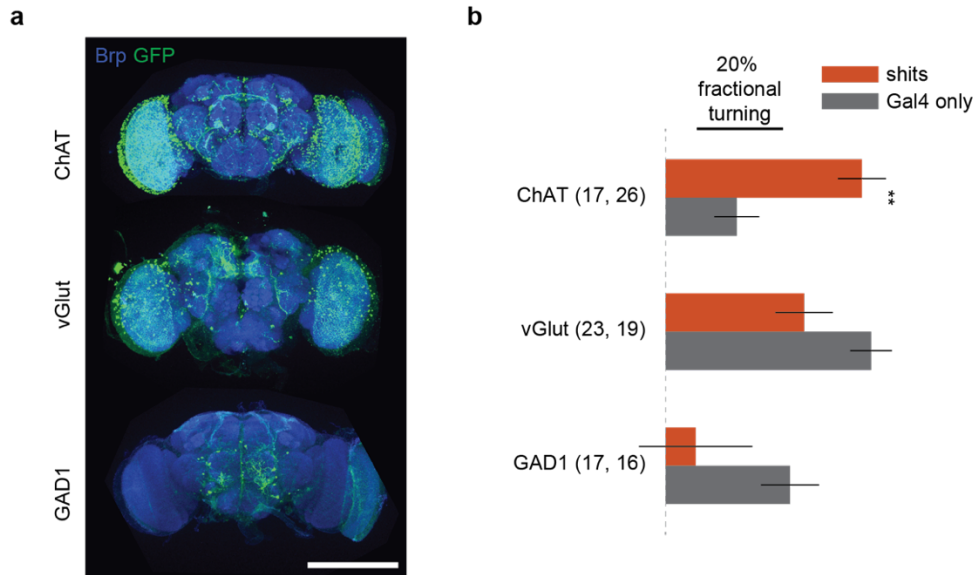 a
Brp GFP
ChAT
vGlut
GAD1
b
20%
fractional
turning
shits
Gal4 only
ChAT (17, 26)
**
vGlut (23, 19)
GAD1 (17, 16)